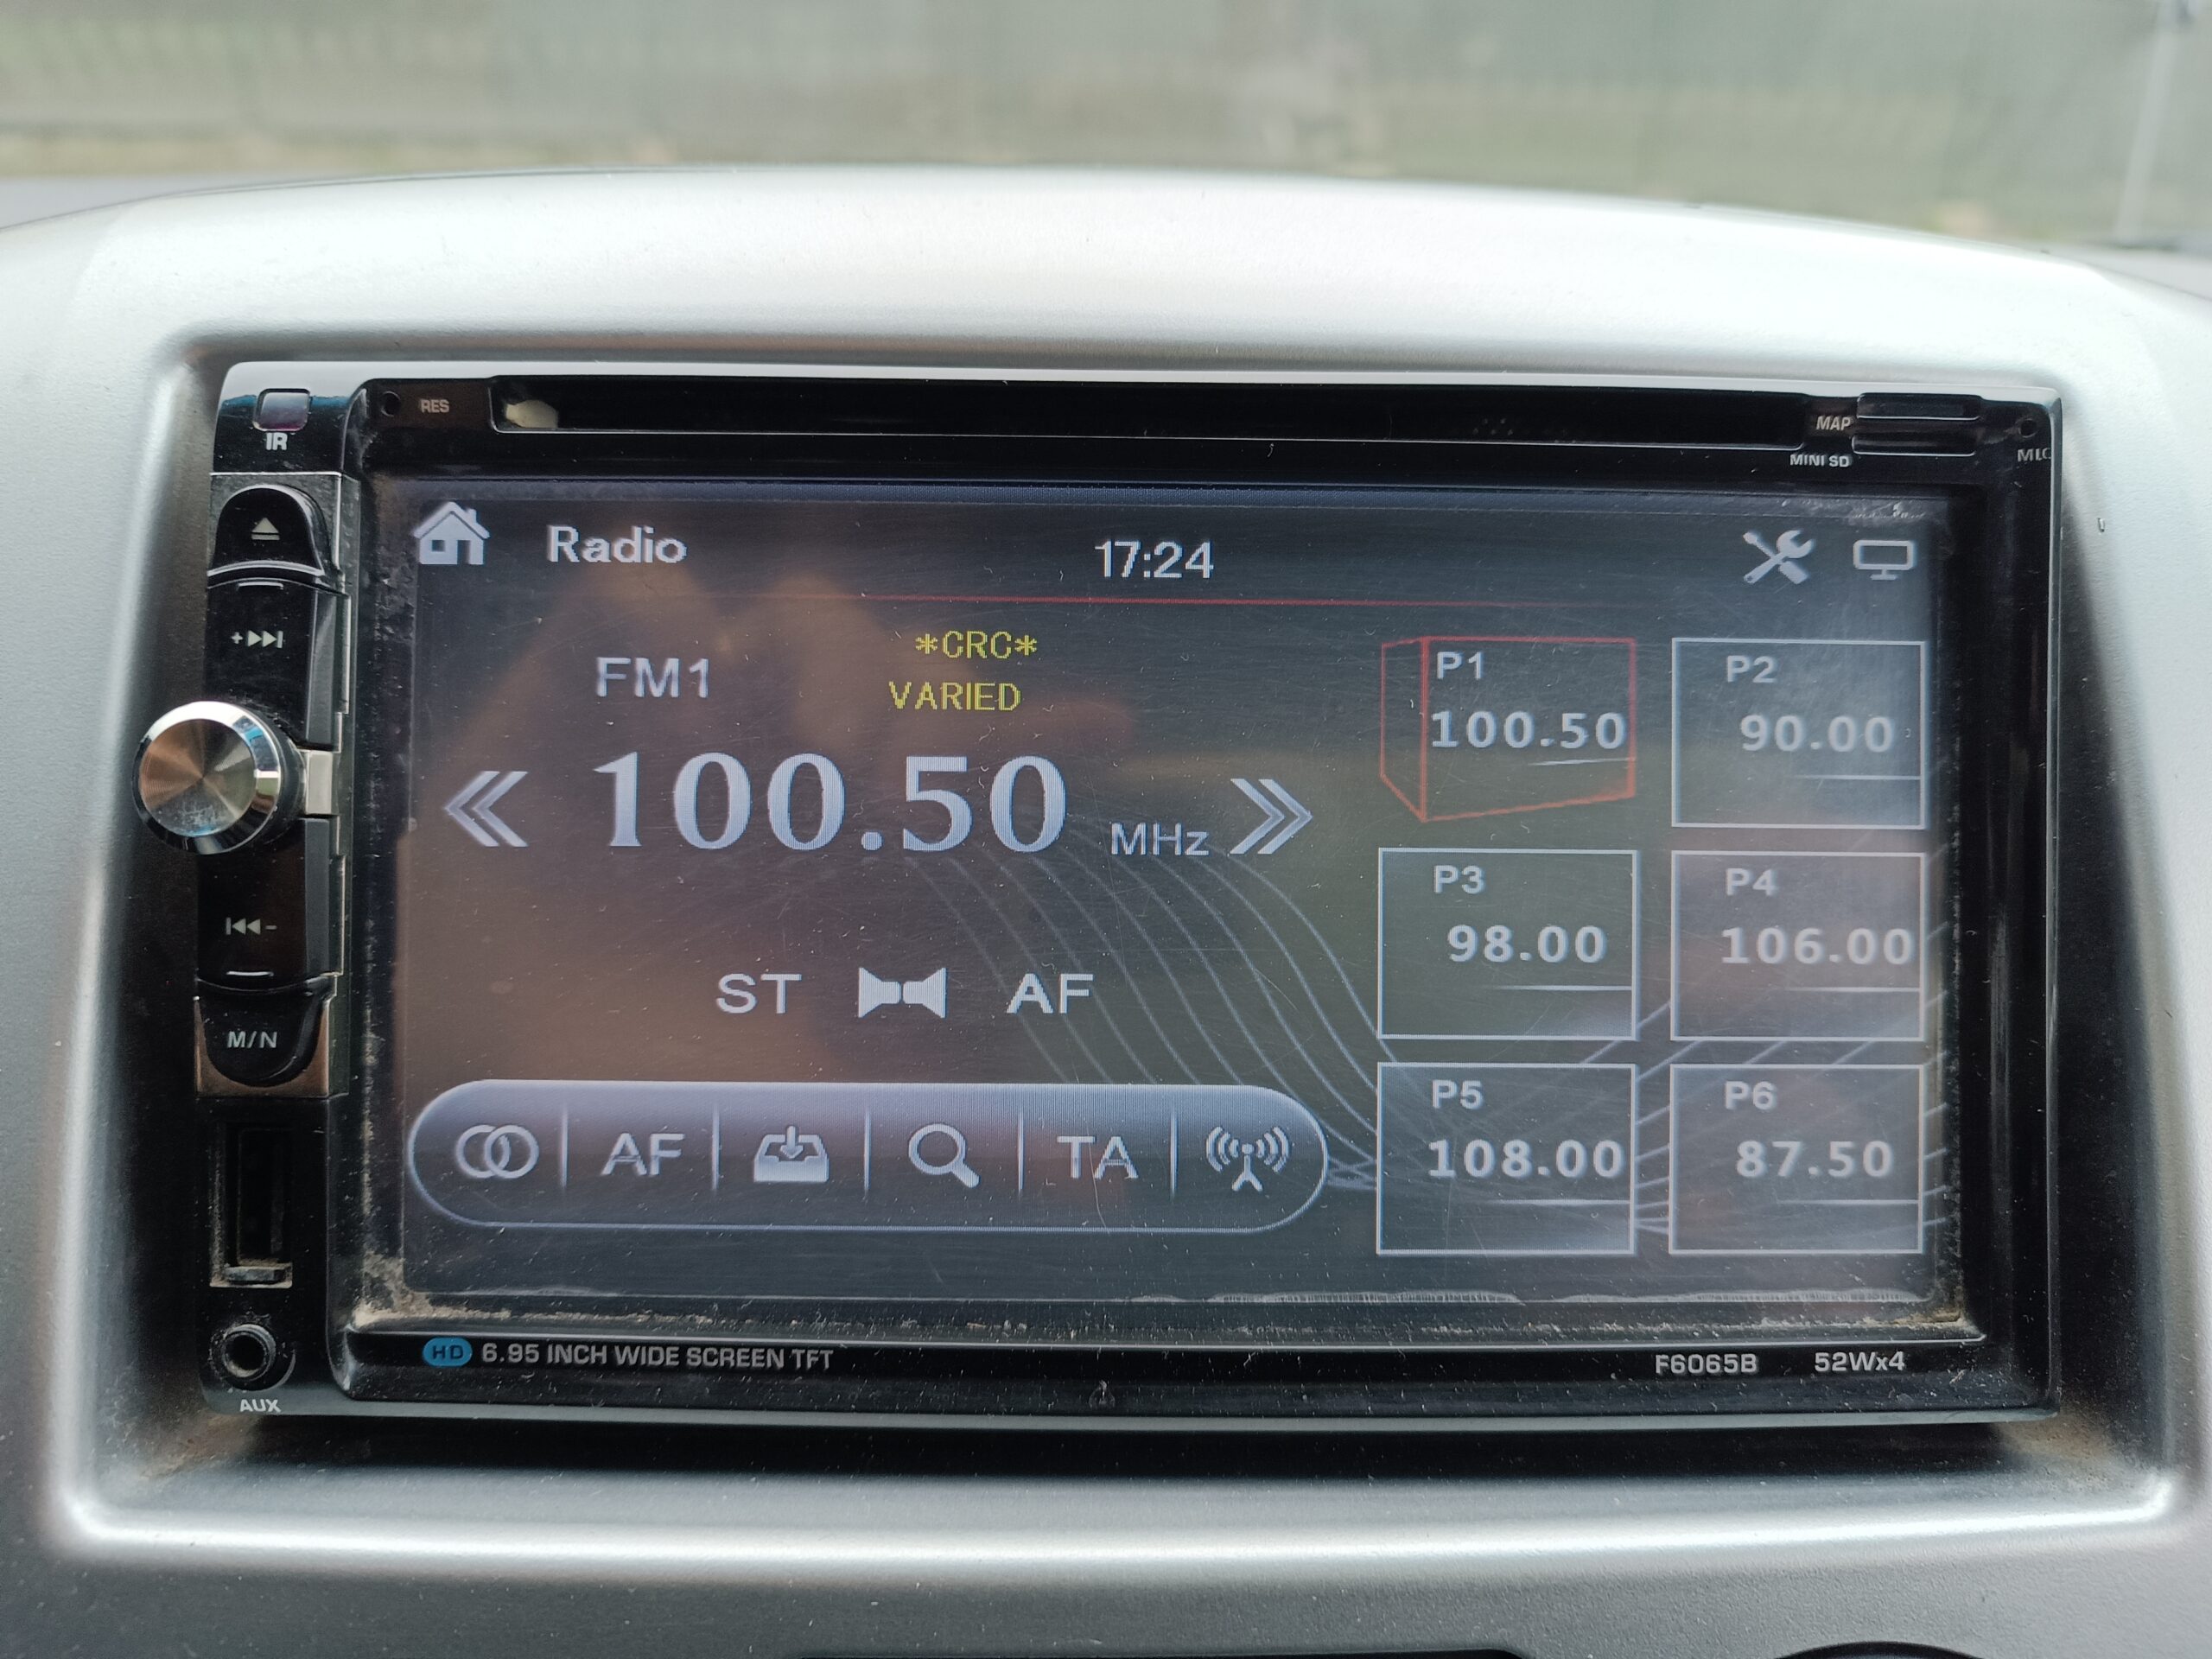 RES
IR
MAP
MINI SD
MIC
Radio
17:24
*CRC*
FM1
VARIED
100.50 MHz
ST AF
AF TA
P1
100.50
P2
90.00
P3
98.00
P4
106.00
P5
108.00
P6
87.50
+
-
M/N
AUX
HD 6.95 INCH WIDE SCREEN TFT
F6065B 52Wx4